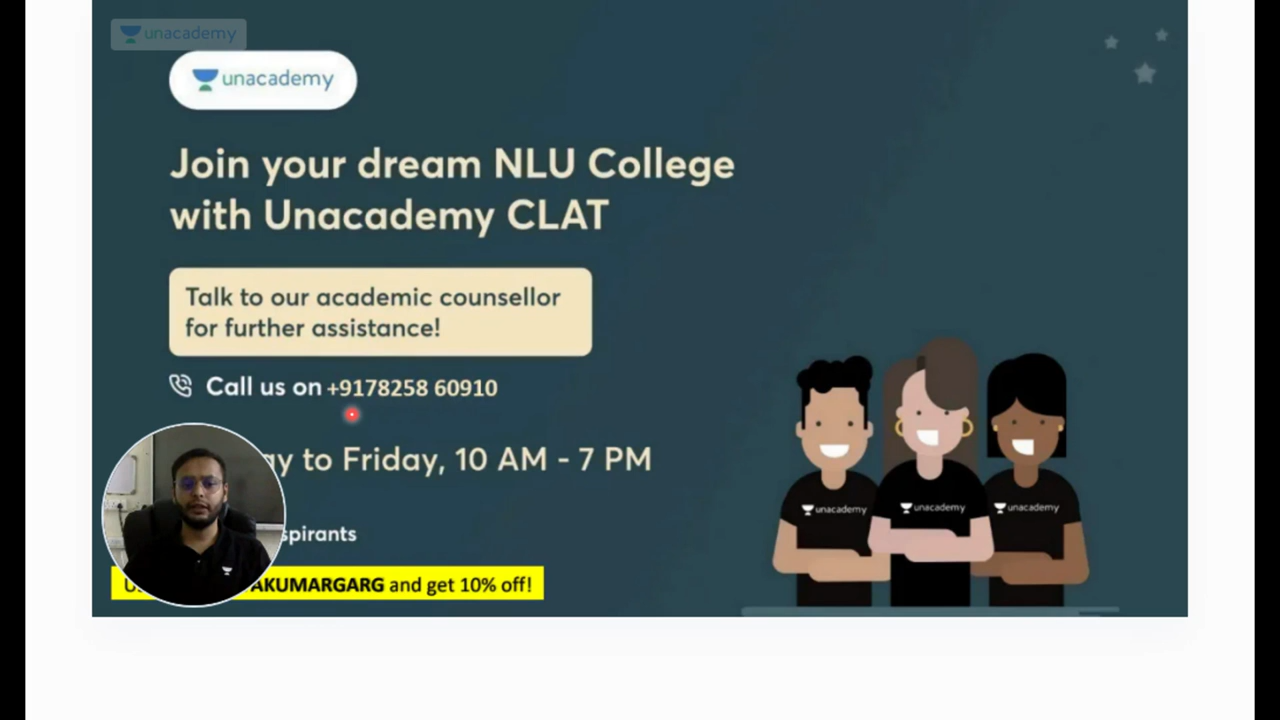 unacademy
unacademy
Join your dream NLU College
with Unacademy CLAT
Talk to our academic counsellor
for further assistance!
Call us on +9178258 60910
to Friday, 10 AM - 7 PM
unacademy
unacademy
unacademy
AKUMARGARG and get 10% off!